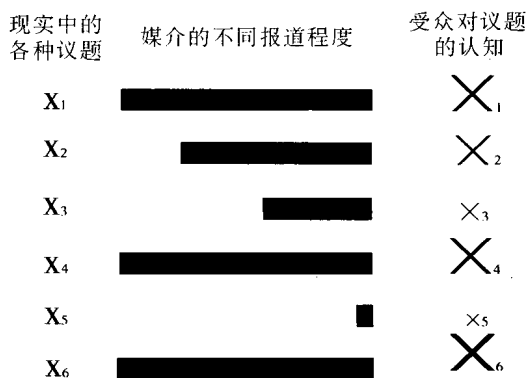 现实中的
各种议题
媒介的不同报道程度
受众对议题
的认知
X₁ X₁
X₂ X₂
X₃ X₃
X₄ X₄
X₅ X₅
X₆ X₆